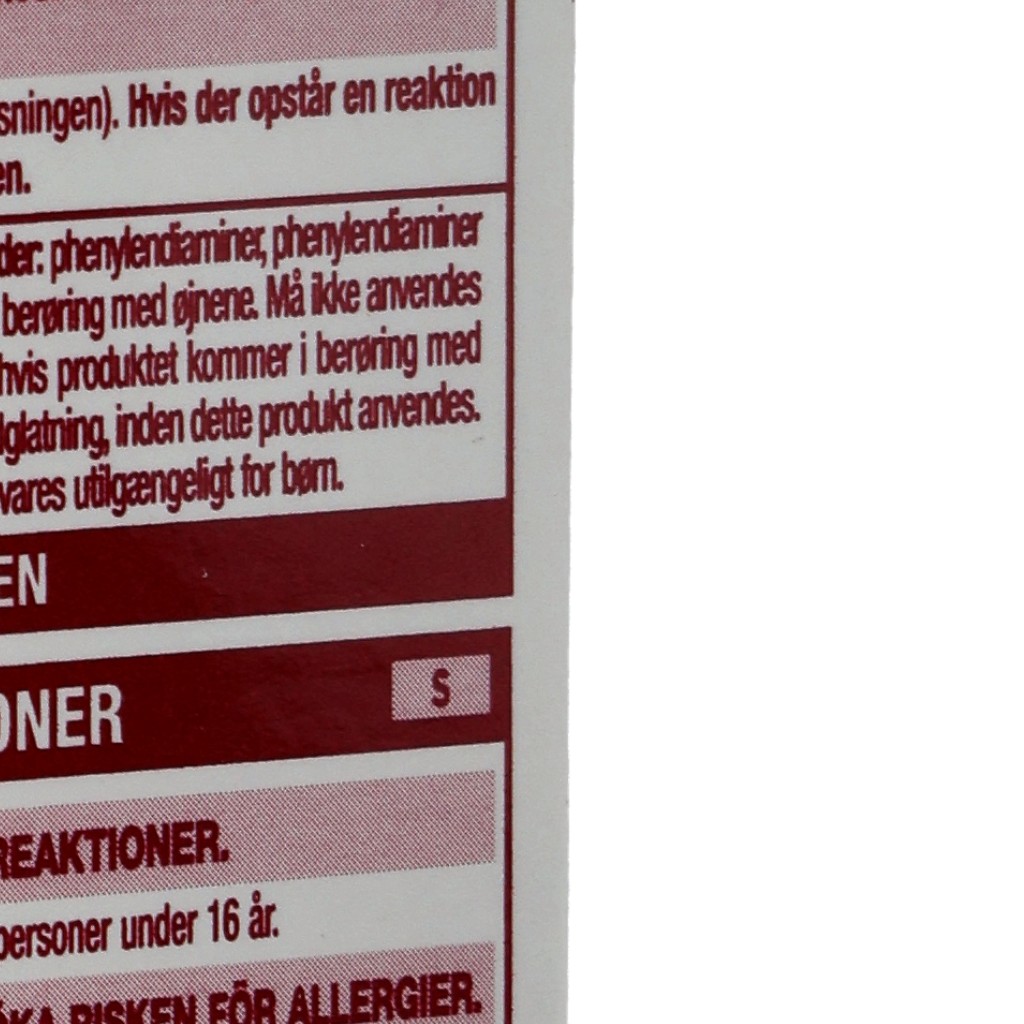 sningen). Hvis der opstår en reaktion
en.
der: phenylendiaminer, phenylendiaminer
berøring med øjnene. Må ikke anvendes
hvis produktet kommer i berøring med
lglatning, inden dette produkt anvendes.
vares utilgængeligt for børn.
EN
ONER
S
REAKTIONER.
personer under 16 år.
ÖKA RISKEN FÖR ALLERGIER.